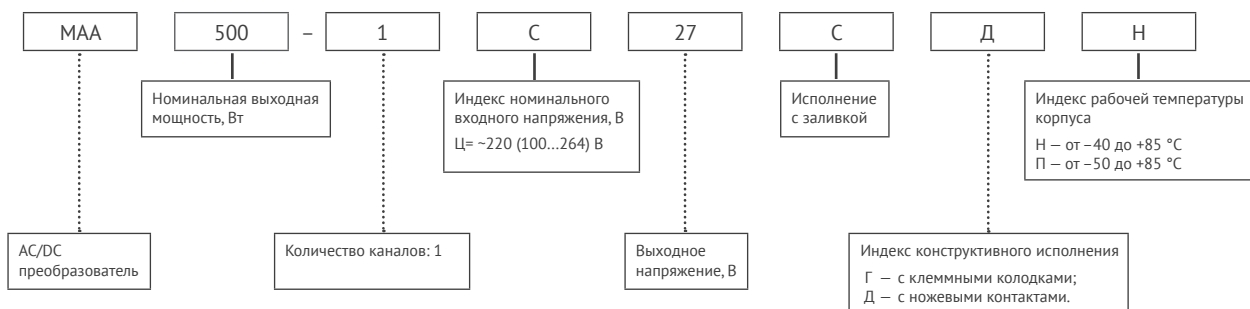 МАА 500 – 1 С 27 С Д Н
Номинальная выходная
мощность, Вт
Индекс номинального
входного напряжения, В
Ц= ~220 (100...264) В
Исполнение
с заливкой
Индекс рабочей температуры
корпуса
Н — от −40 до +85 °С
П — от −50 до +85 °С
AC/DC
преобразователь
Количество каналов: 1
Выходное
напряжение, В
Индекс конструктивного исполнения
Г — с клеммными колодками;
Д — с ножевыми контактами.